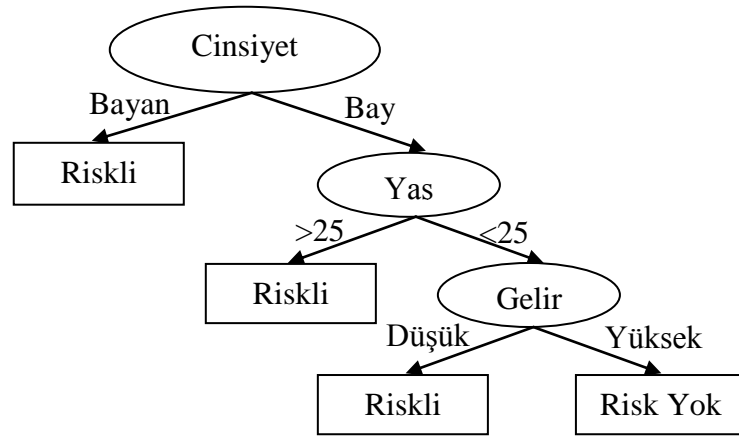 Cinsiyet
Bayan
Bay
Riskli
Yas
>25
<25
Riskli
Gelir
Düşük
Yüksek
Riskli
Risk Yok